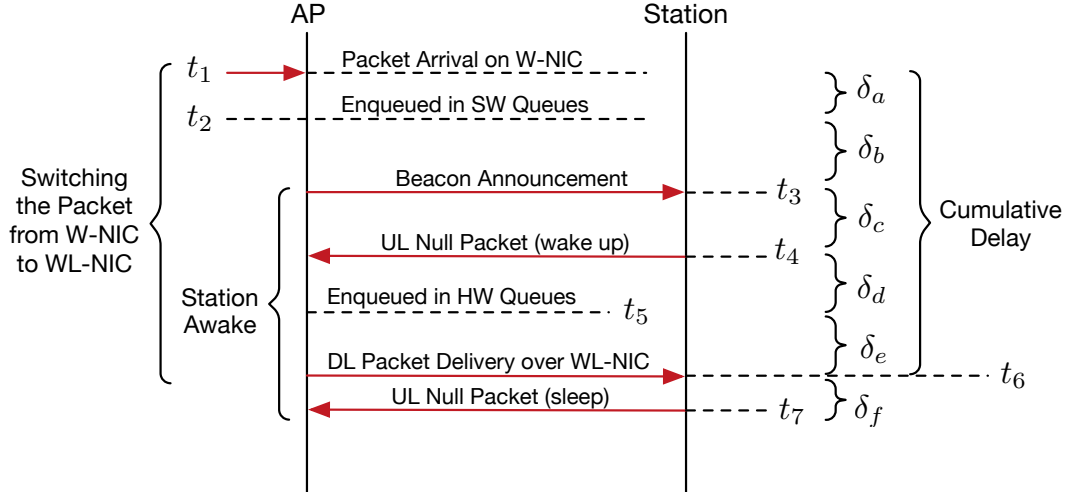 AP
Station
t1
Packet Arrival on W-NIC
δa
t2
Enqueued in SW Queues
δb
Switching
the Packet
from W-NIC
to WL-NIC
Beacon Announcement
t3
δc
Cumulative
Delay
UL Null Packet (wake up)
t4
Station
Awake
Enqueued in HW Queues
t5
δd
DL Packet Delivery over WL-NIC
δe
t6
UL Null Packet (sleep)
t7
δf